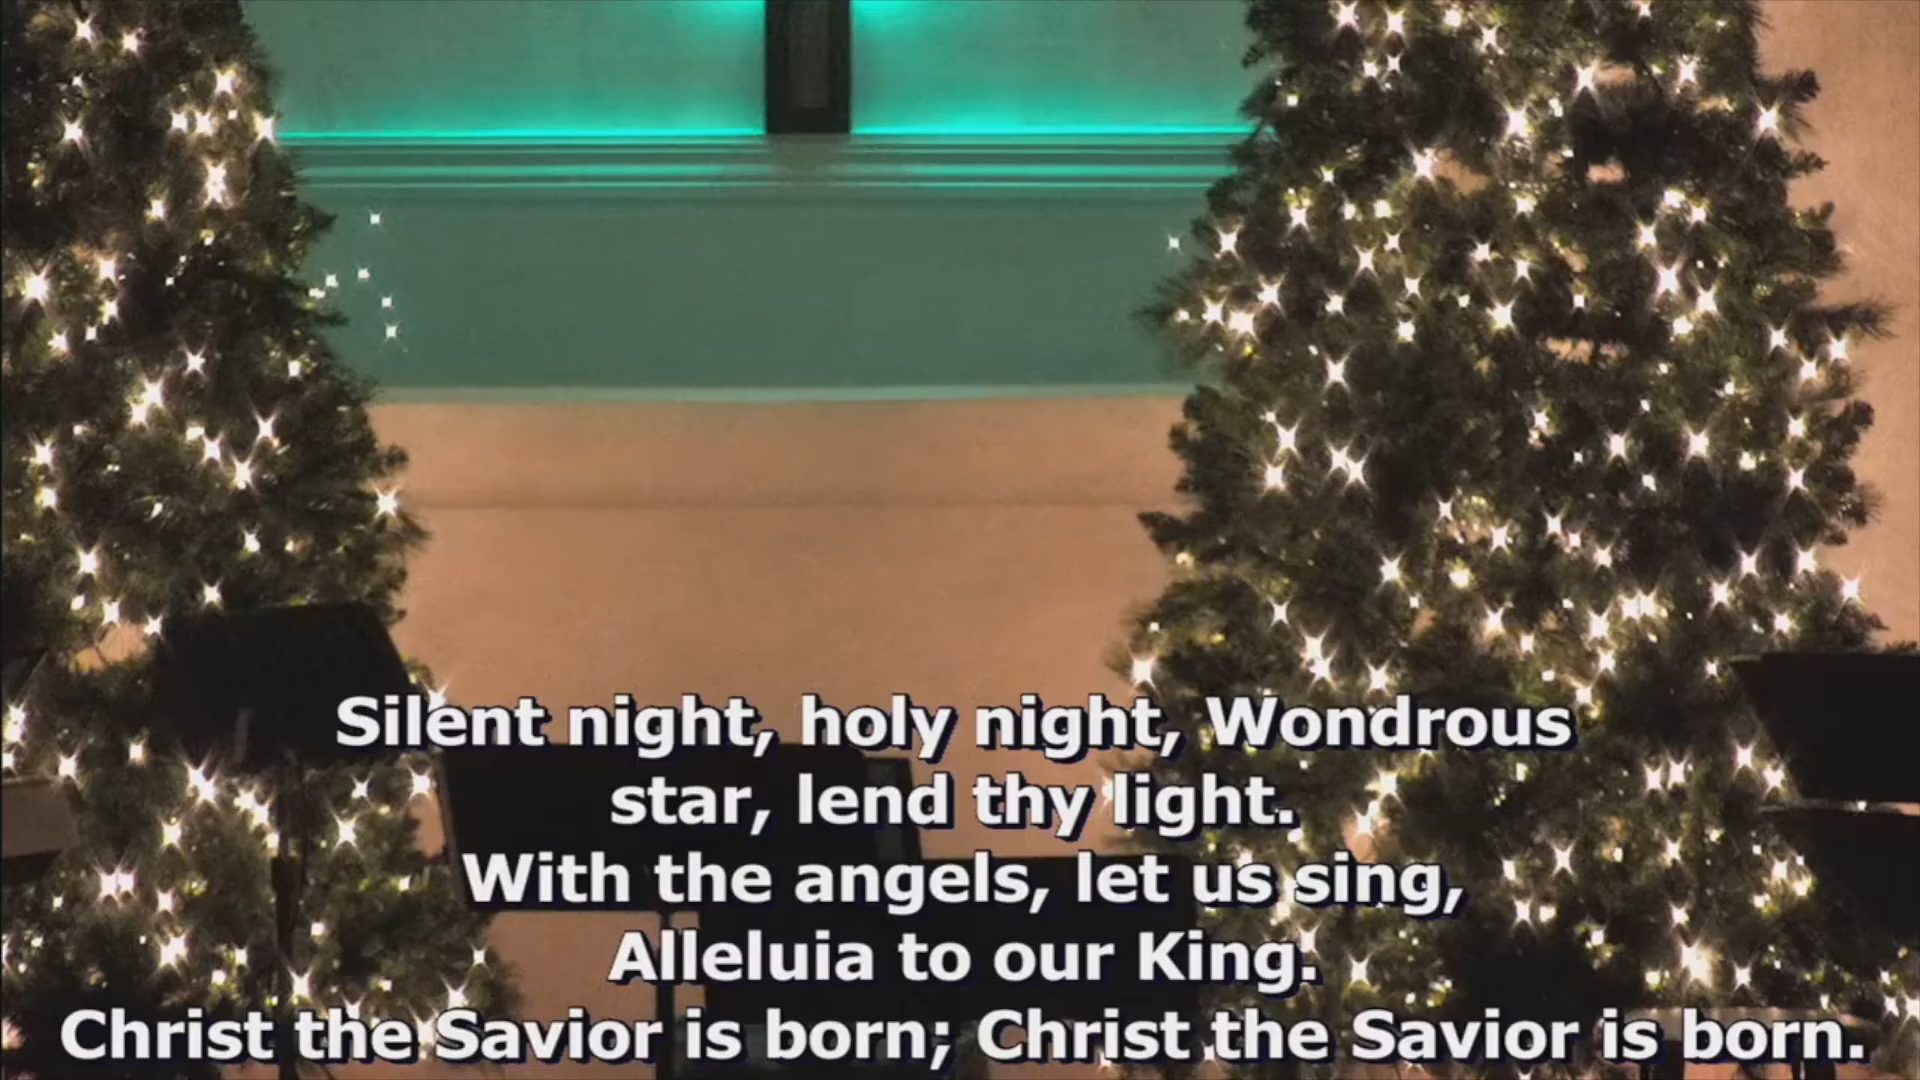 Silent night, holy night, Wondrous
star, lend thy light.
With the angels, let us sing,
Alleluia to our King.
Christ the Savior is born; Christ the Savior is born.